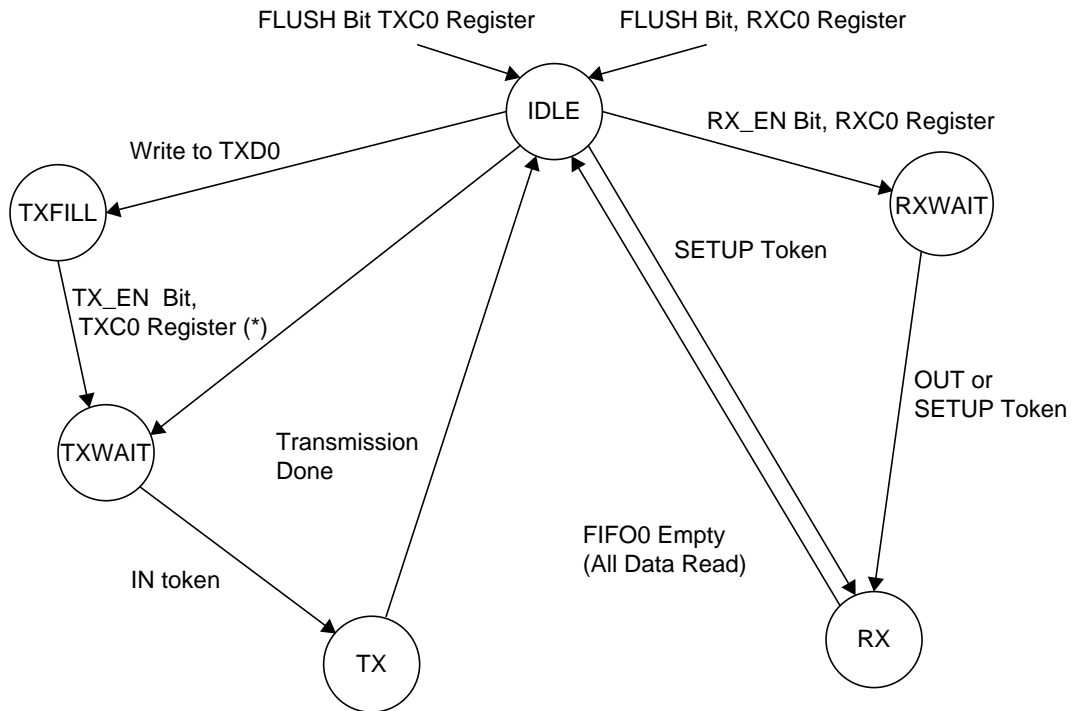 FLUSH Bit TXC0 Register
FLUSH Bit, RXC0 Register
IDLE
RX_EN Bit, RXC0 Register
Write to TXD0
TXFILL
RXWAIT
SETUP Token
TX_EN Bit,
TXC0 Register (*)
OUT or
SETUP Token
TXWAIT
Transmission
Done
FIFO0 Empty
(All Data Read)
IN token
TX
RX